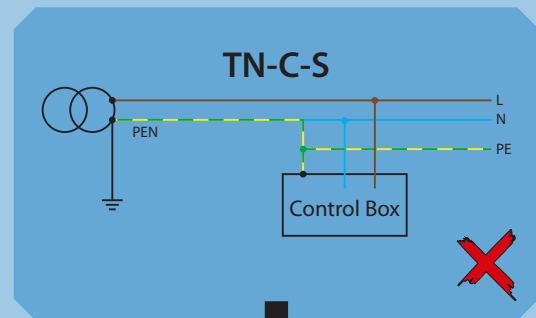 TN-C-S
L
N
PEN
PE
Control Box